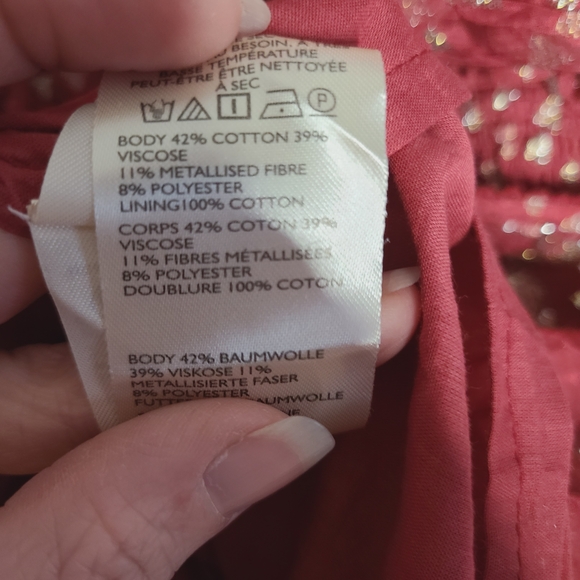 BESOIN, À TRÈS
BASSE TEMPÉRATURE
PEUT-ÊTRE ÊTRE NETTOYÉE
À SEC
P
BODY 42% COTTON 39%
VISCOSE
11% METALLISED FIBRE
8% POLYESTER
LINING100% COTTON
CORPS 42% COTON 39%
VISCOSE
11% FIBRES MÉTALLISÉES
8% POLYESTER
DOUBLURE 100% COTON
BODY 42% BAUMWOLLE
39% VISKOSE 11%
METALLISIERTE FASER
8% POLYESTER